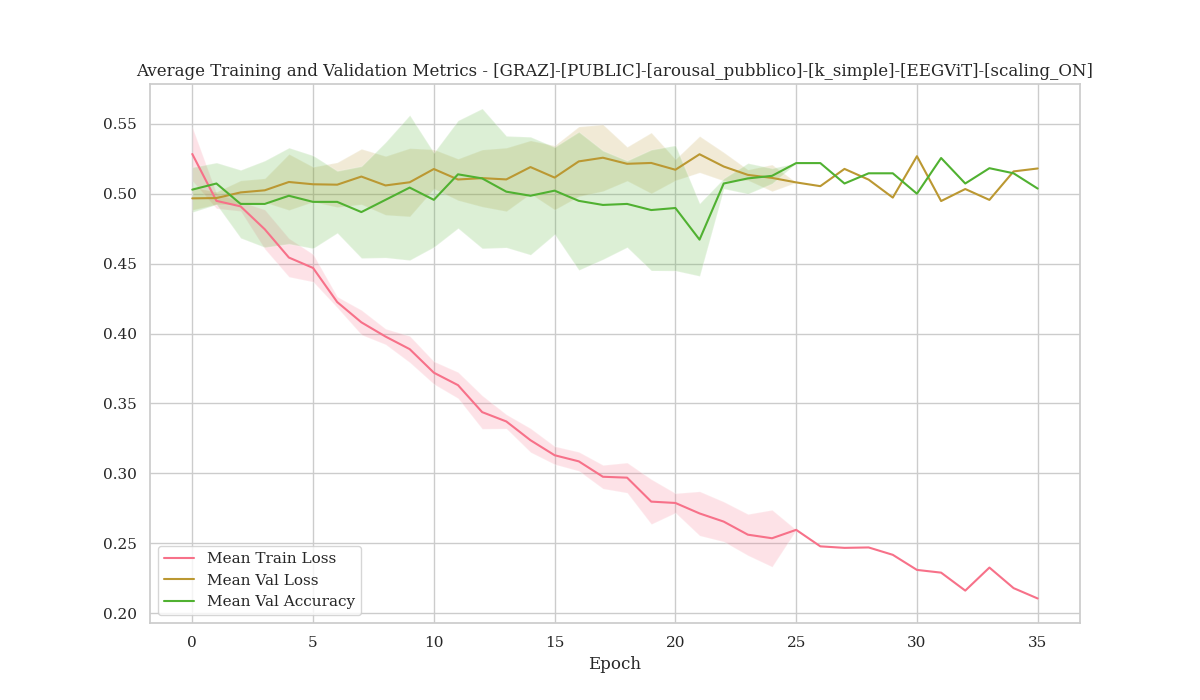 Average Training and Validation Metrics - [GRAZ]-[PUBLIC]-[arousal_pubblico]-[k_simple]-[EEGViT]-[scaling_ON]
0.55
0.50
0.45
0.40
0.35
0.30
0.25
0.20
Mean Train Loss
Mean Val Loss
Mean Val Accuracy
0 5 10 15 20 25 30 35
Epoch